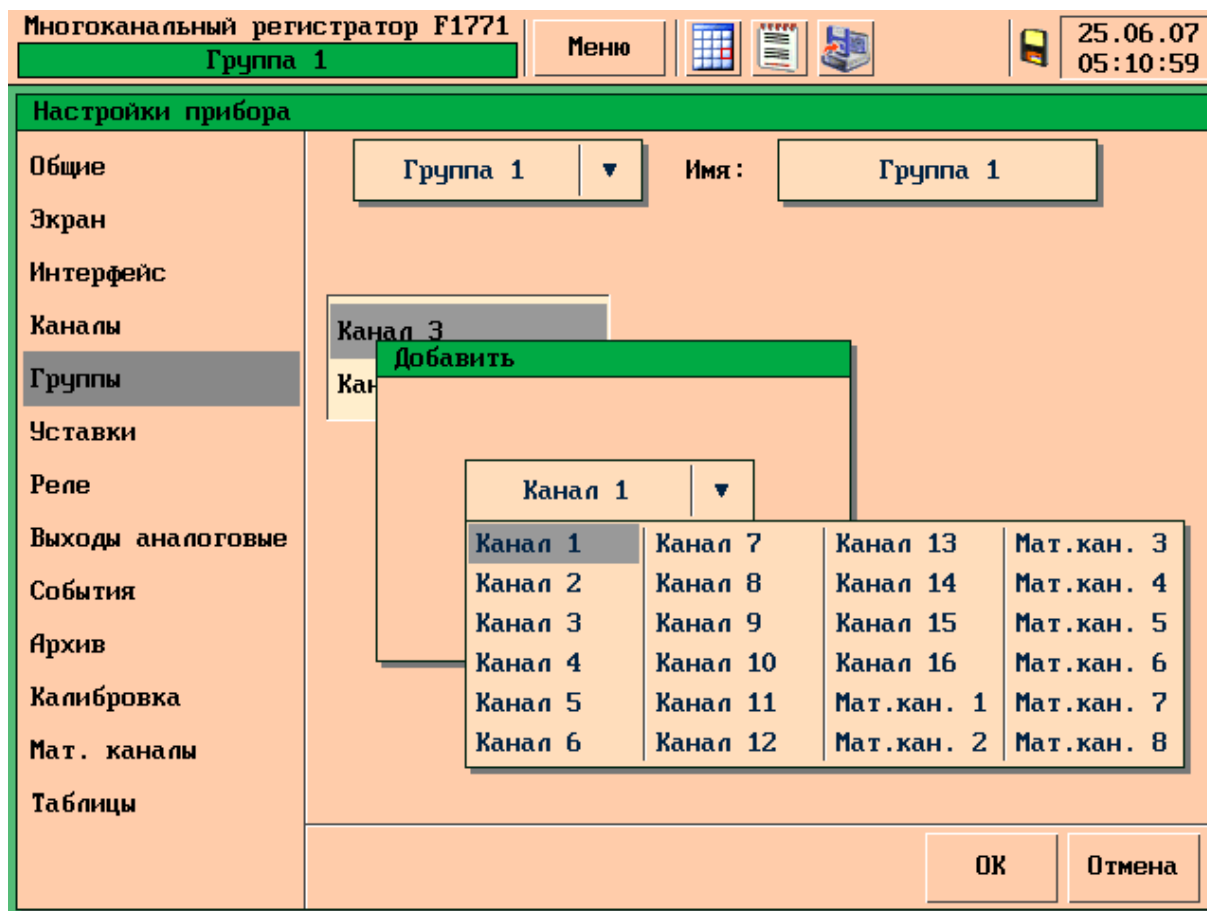 Многоканальный регистратор F1771
Группа 1
Меню
25.06.07
05:10:59
Настройки прибора
Общие
Экран
Интерфейс
Каналы
Группы
Уставки
Реле
Выходы аналоговые
События
Архив
Калибровка
Мат. каналы
Таблицы
Группа 1 ▼
Имя:
Группа 1
Канал 3
Добавить
Канал 1 ▼
Канал 1 Канал 7 Канал 13 Мат.кан. 3
Канал 2 Канал 8 Канал 14 Мат.кан. 4
Канал 3 Канал 9 Канал 15 Мат.кан. 5
Канал 4 Канал 10 Канал 16 Мат.кан. 6
Канал 5 Канал 11 Мат.кан. 1 Мат.кан. 7
Канал 6 Канал 12 Мат.кан. 2 Мат.кан. 8
ОК
Отмена